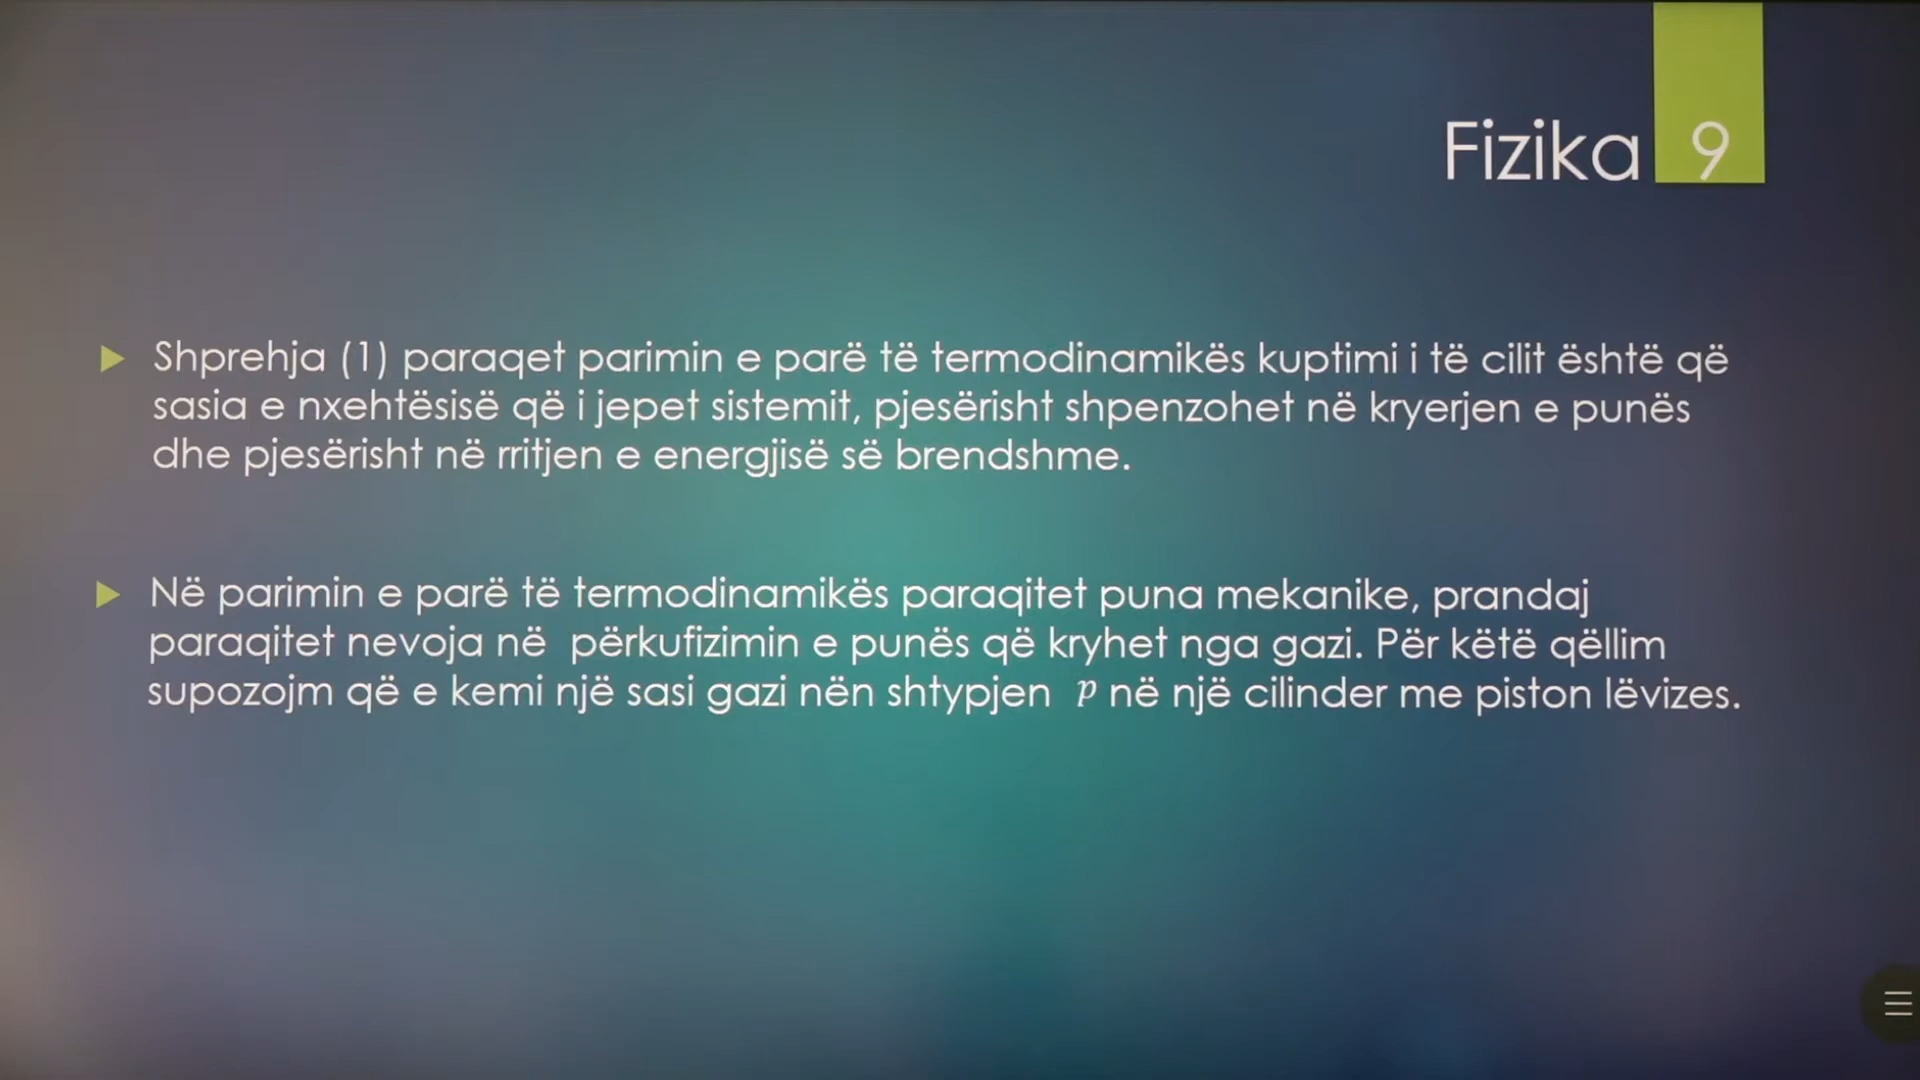 Fizika 9
Shprehja (1) paraqet parimin e parë të termodinamikës kuptimi i të cilit është që
sasia e nxehtësisë që i jepet sistemit, pjesërisht shpenzohet në kryerjen e punës
dhe pjesërisht në rritjen e energjisë së brendshme.
Në parimin e parë të termodinamikës paraqitet puna mekanike, prandaj
paraqitet nevoja në përkufizimin e punës që kryhet nga gazi. Për këtë qëllim
supozojm që e kemi një sasi gazi nën shtypjen p në një cilinder me piston lëvizes.